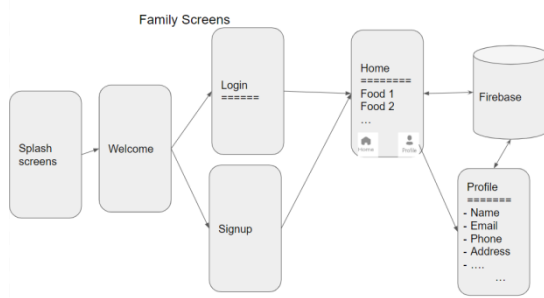 Family Screens
Splash
screens
Welcome
Login
======
Signup
Home
========
Food 1
Food 2
...
Home
Profile
Firebase
Profile
=======
- Name
- Email
- Phone
- Address
- ....
...